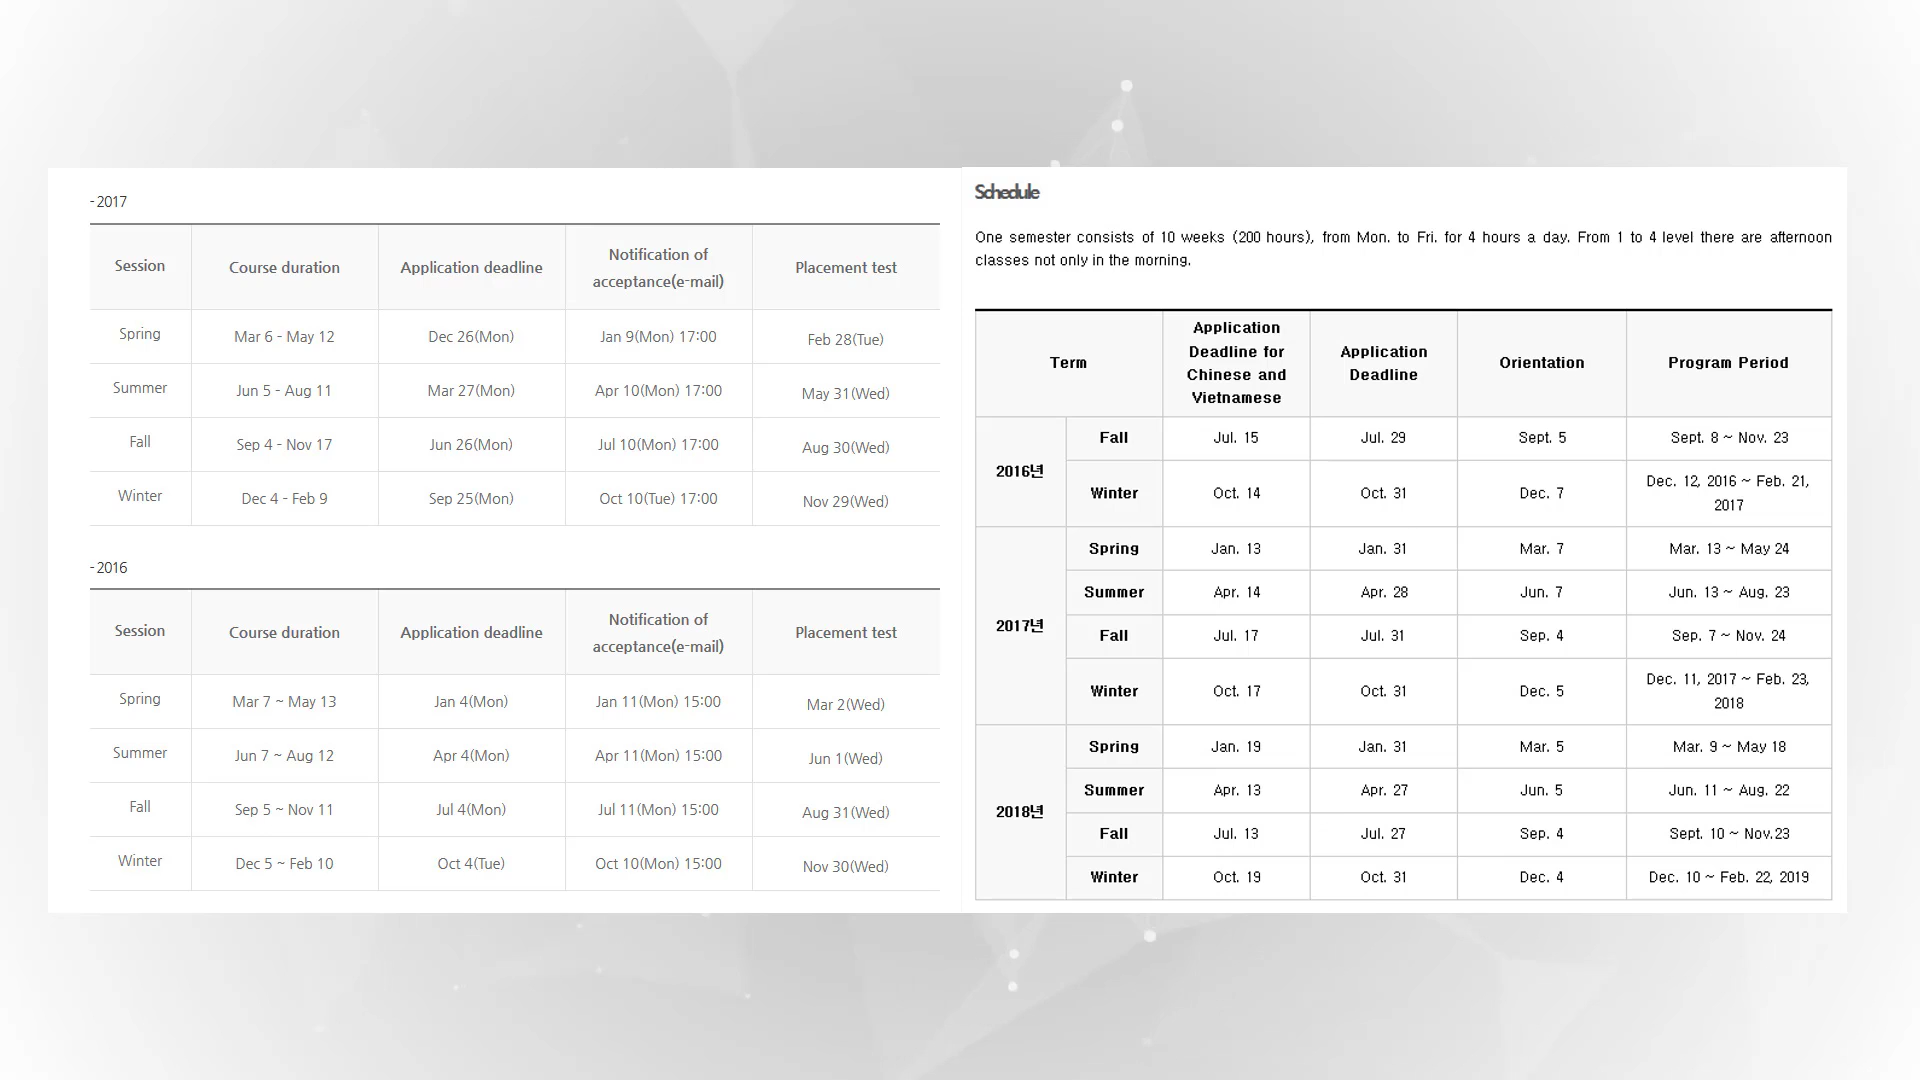 -2017
Session Course duration Application deadline Notification of acceptance(e-mail) Placement test
Spring Mar 6 - May 12 Dec 26(Mon) Jan 9(Mon) 17:00 Feb 28(Tue)
Summer Jun 5 - Aug 11 Mar 27(Mon) Apr 10(Mon) 17:00 May 31(Wed)
Fall Sep 4 - Nov 17 Jun 26(Mon) Jul 10(Mon) 17:00 Aug 30(Wed)
Winter Dec 4 - Feb 9 Sep 25(Mon) Oct 10(Tue) 17:00 Nov 29(Wed)
-2016
Session Course duration Application deadline Notification of acceptance(e-mail) Placement test
Spring Mar 7 ~ May 13 Jan 4(Mon) Jan 11(Mon) 15:00 Mar 2(Wed)
Summer Jun 7 ~ Aug 12 Apr 4(Mon) Apr 11(Mon) 15:00 Jun 1(Wed)
Fall Sep 5 ~ Nov 11 Jul 4(Mon) Jul 11(Mon) 15:00 Aug 31(Wed)
Winter Dec 5 ~ Feb 10 Oct 4(Tue) Oct 10(Mon) 15:00 Nov 30(Wed)
Schedule
One semester consists of 10 weeks (200 hours), from Mon. to Fri. for 4 hours a day. From 1 to 4 level there are afternoon
classes not only in the morning.
Term Application Deadline for Chinese and Vietnamese Application Deadline Orientation Program Period
2016년 Fall Jul. 15 Jul. 29 Sept. 5 Sept. 8 ~ Nov. 23
Winter Oct. 14 Oct. 31 Dec. 7 Dec. 12, 2016 ~ Feb. 21, 2017
2017년 Spring Jan. 13 Jan. 31 Mar. 7 Mar. 13 ~ May 24
Summer Apr. 14 Apr. 28 Jun. 7 Jun. 13 ~ Aug. 23
Fall Jul. 17 Jul. 31 Sep. 4 Sep. 7 ~ Nov. 24
Winter Oct. 17 Oct. 31 Dec. 5 Dec. 11, 2017 ~ Feb. 23, 2018
2018년 Spring Jan. 19 Jan. 31 Mar. 5 Mar. 9 ~ May 18
Summer Apr. 13 Apr. 27 Jun. 5 Jun. 11 ~ Aug. 22
Fall Jul. 13 Jul. 27 Sep. 4 Sept. 10 ~ Nov.23
Winter Oct. 19 Oct. 31 Dec. 4 Dec. 10 ~ Feb. 22, 2019